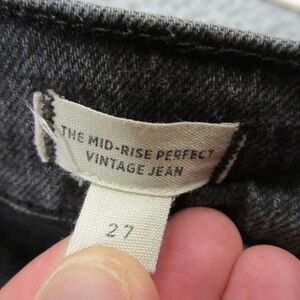 THE MID-RISE PERFECT
VINTAGE JEAN
27